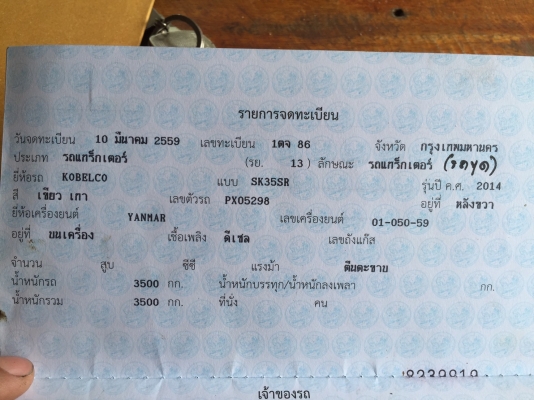 รายการจดทะเบียน
วันจดทะเบียน 10 มีนาคม 2559 เลขทะเบียน 1ตจ 86 จังหวัด กรุงเทพมหานคร
ประเภท รถแทร็กเตอร์ (รย. 13) ลักษณะ รถแทร็กเตอร์ (รถขุด)
ยี่ห้อรถ KOBELCO แบบ SK35SR รุ่นปี ค.ศ. 2014
สี เขียว เทา เลขตัวรถ PX05298 อยู่ที่ หลังขวา
ยี่ห้อเครื่องยนต์ YANMAR เลขเครื่องยนต์ 01-050-59
อยู่ที่ บนเครื่อง เชื้อเพลิง ดีเซล เลขถังแก๊ส
จำนวน สูบ ซีซี แรงม้า ตีนตะขาบ
น้ำหนักรถ 3500 กก. น้ำหนักบรรทุก/น้ำหนักลงเพลา กก.
น้ำหนักรวม 3500 กก. ที่นั่ง คน
เจ้าของรถ